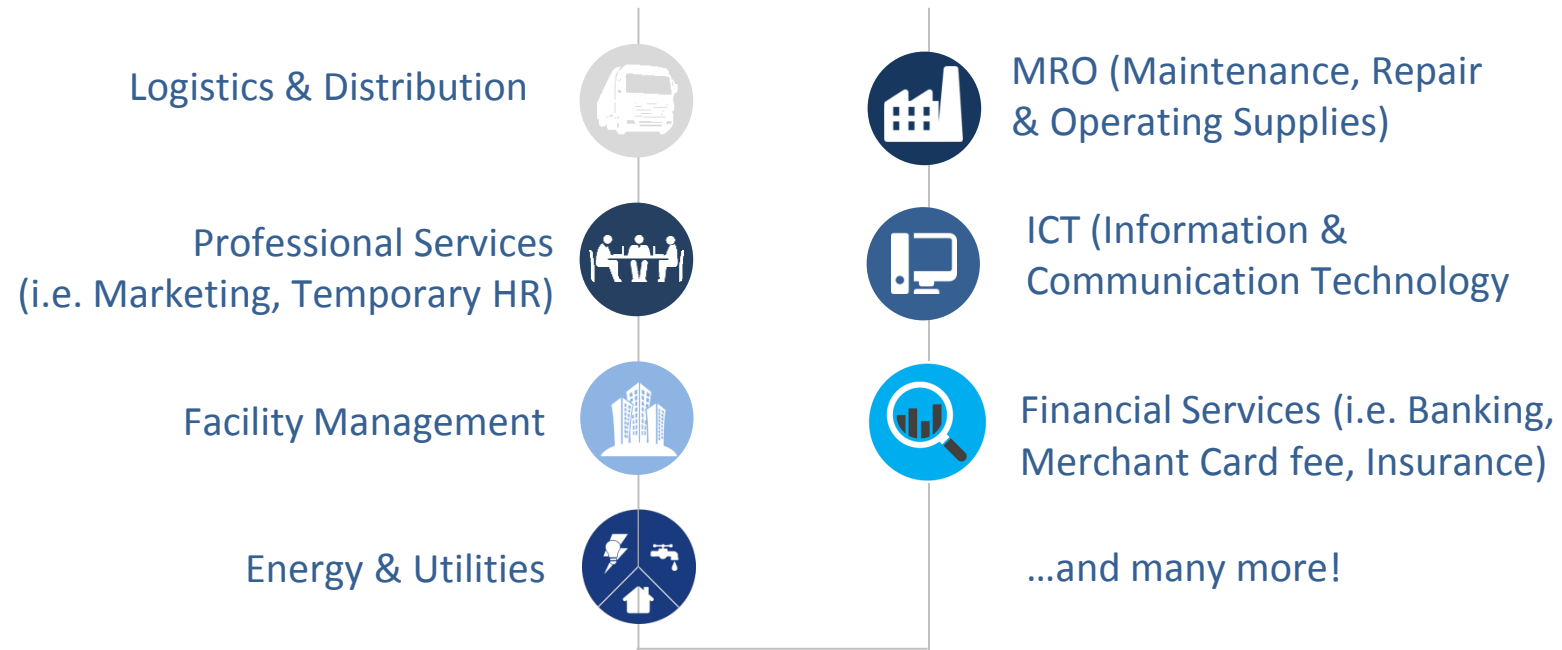 Logistics & Distribution
Professional Services
(i.e. Marketing, Temporary HR)
Facility Management
Energy & Utilities
MRO (Maintenance, Repair
& Operating Supplies)
ICT (Information &
Communication Technology
Financial Services (i.e. Banking,
Merchant Card fee, Insurance)
...and many more!